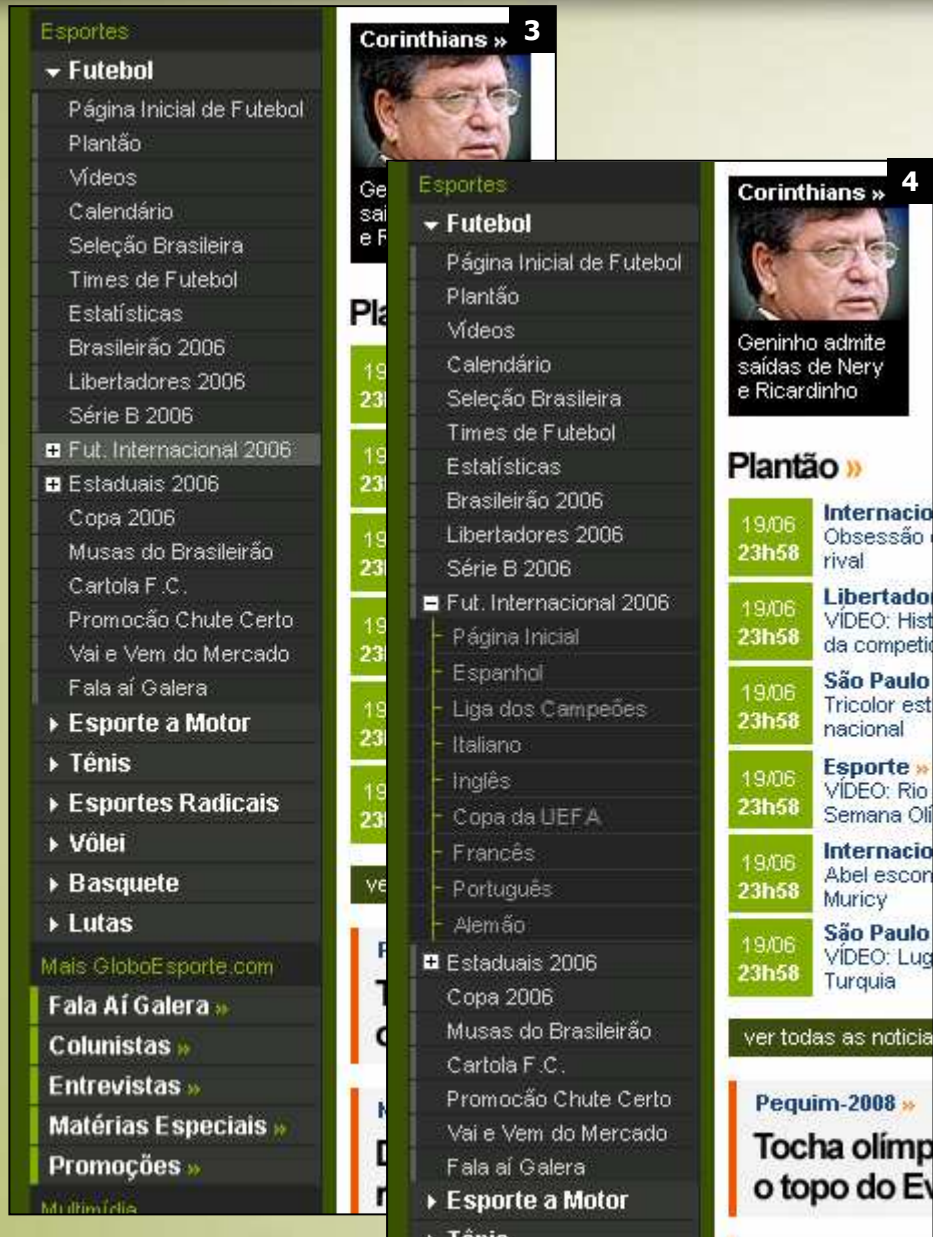 Esportes
Futebol
Página Inicial de Futebol
Plantão
Vídeos
Calendário
Seleção Brasileira
Times de Futebol
Estatísticas
Brasileirão 2006
Libertadores 2006
Série B 2006
Fut. Internacional 2006
Estaduais 2006
Copa 2006
Musas do Brasileirão
Cartola F.C.
Promocão Chute Certo
Vai e Vem do Mercado
Fala aí Galera
Esporte a Motor
Tênis
Esportes Radicais
Vôlei
Basquete
Lutas
Mais GloboEsporte.com
Fala Aí Galera »
Colunistas »
Entrevistas »
Matérias Especiais »
Promoções »
Multimídia
Corinthians »
3
Esportes
Futebol
Página Inicial de Futebol
Plantão
Vídeos
Calendário
Seleção Brasileira
Times de Futebol
Estatísticas
Brasileirão 2006
Libertadores 2006
Série B 2006
Fut. Internacional 2006
Página Inicial
Espanhol
Liga dos Campeões
Italiano
Inglês
Copa da UEFA
Francês
Português
Alemão
Estaduais 2006
Copa 2006
Musas do Brasileirão
Cartola F.C.
Promocão Chute Certo
Vai e Vem do Mercado
Fala aí Galera
Esporte a Motor
Tênis
Corinthians »
4
Geninho admite
saídas de Nery
e Ricardinho
Plantão »
19/06
23h58
Internacio
Obsessão
rival
19/06
23h58
Libertador
VÍDEO: Hist
da competic
19/06
23h58
São Paulo
Tricolor est
nacional
19/06
23h58
Esporte »
VÍDEO: Rio
Semana Olí
19/06
23h58
Internacio
Abel escon
Muricy
19/06
23h58
São Paulo
VÍDEO: Lug
Turquia
ver todas as noticia
Pequim-2008 »
Tocha olímp
o topo do Ev